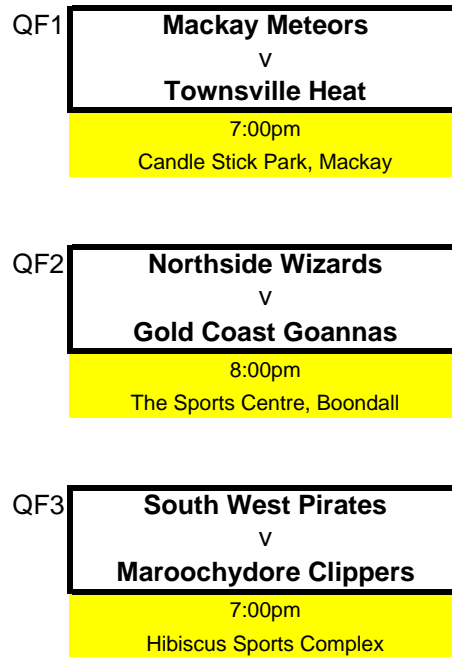 QF1
Mackay Meteors
v
Townsville Heat
7:00pm
Candle Stick Park, Mackay
QF2
Northside Wizards
v
Gold Coast Goannas
8:00pm
The Sports Centre, Boondall
QF3
South West Pirates
v
Maroochydore Clippers
7:00pm
Hibiscus Sports Complex